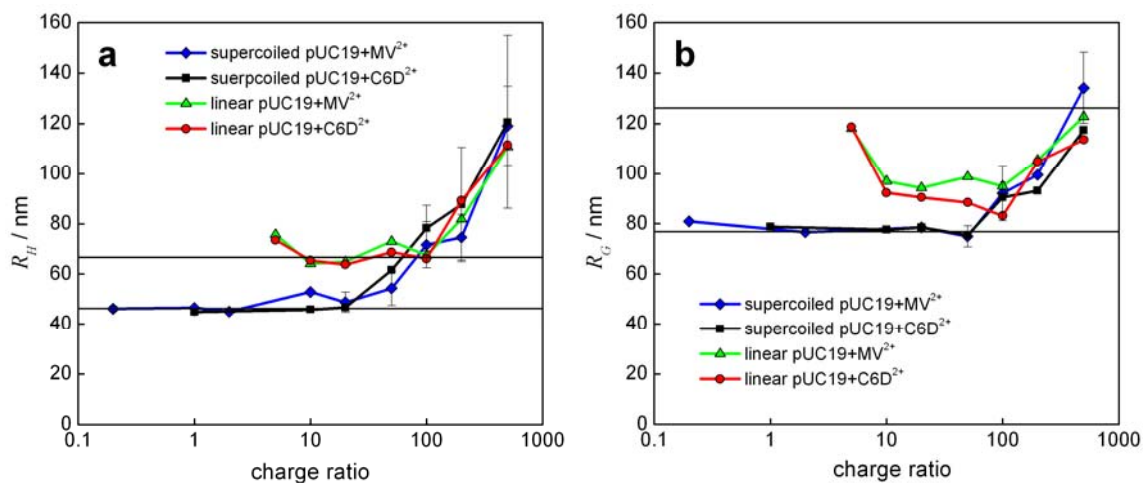 a
supercoiled pUC19+MV²⁺
suerpcoiled pUC19+C6D²⁺
linear pUC19+MV²⁺
linear pUC19+C6D²⁺
160
140
120
100
80
60
40
20
0
R_H / nm
0.1 1 10 100 1000
charge ratio
b
160
140
120
100
80
60
40
20
0
R_G / nm
supercoiled pUC19+MV²⁺
supercoiled pUC19+C6D²⁺
linear pUC19+MV²⁺
linear pUC19+C6D²⁺
0.1 1 10 100 1000
charge ratio